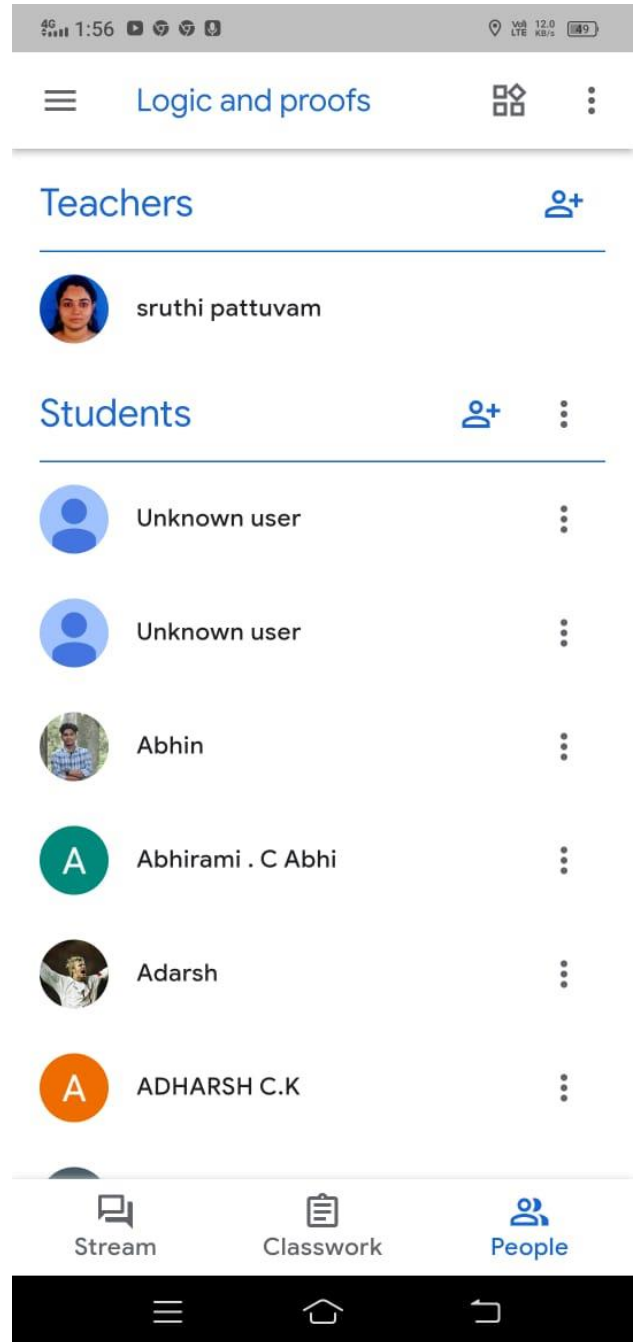 4G 1:56 Vo) LTE 12.0 KB/s 49
Logic and proofs
Teachers
sruthi pattuvam
Students
Unknown user
Unknown user
Abhin
A Abhirami . C Abhi
Adarsh
A ADHARSH C.K
Stream Classwork People